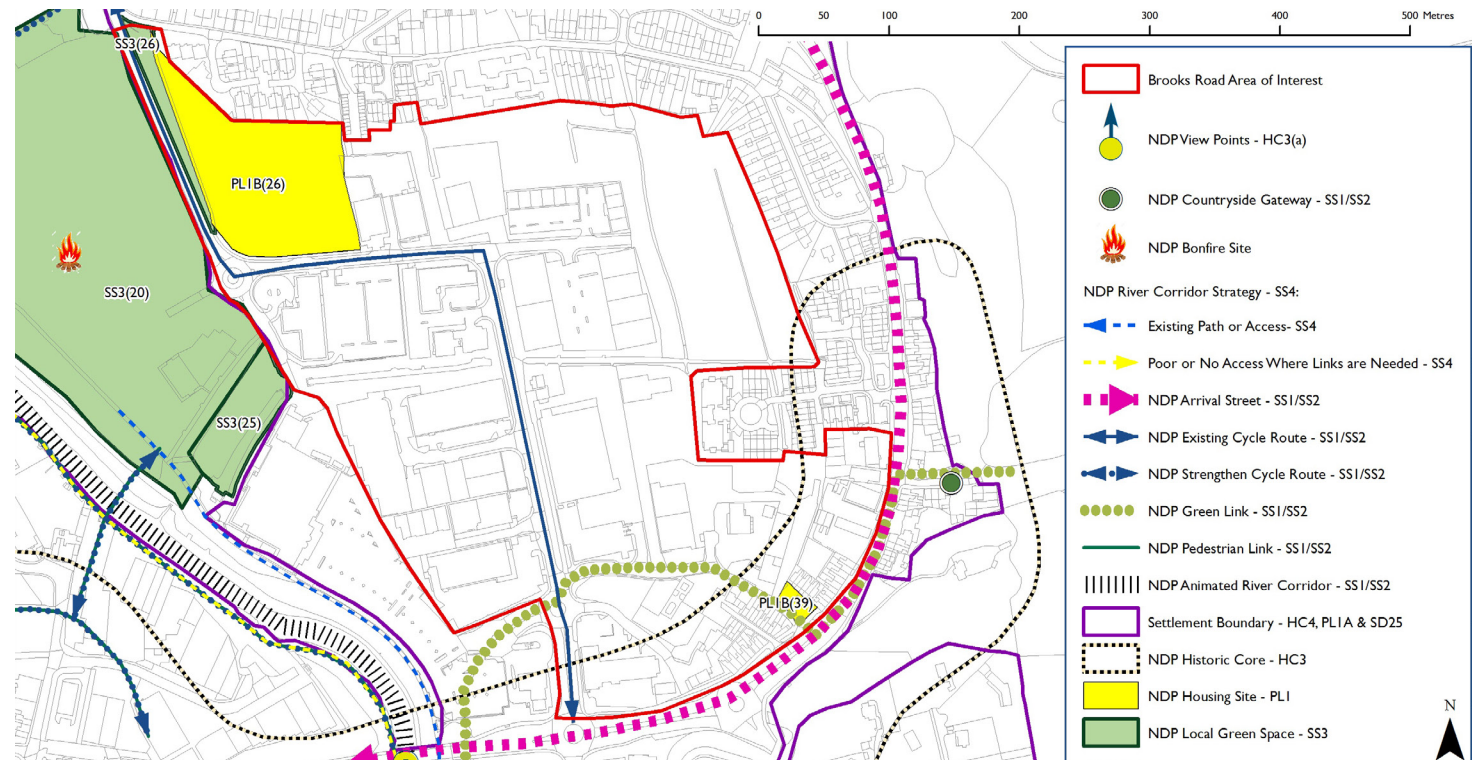 0 50 100 200 300 400 500 Metres
SS3(26)
PL1B(26)
SS3(20)
SS3(25)
PL1B(39)
Brooks Road Area of Interest
NDP View Points - HC3(a)
NDP Countryside Gateway - SS1/SS2
NDP Bonfire Site
NDP River Corridor Strategy - SS4:
Existing Path or Access- SS4
Poor or No Access Where Links are Needed - SS4
NDP Arrival Street - SS1/SS2
NDP Existing Cycle Route - SS1/SS2
NDP Strengthen Cycle Route - SS1/SS2
NDP Green Link - SS1/SS2
NDP Pedestrian Link - SS1/SS2
NDP Animated River Corridor - SS1/SS2
Settlement Boundary - HC4, PL1A & SD25
NDP Historic Core - HC3
NDP Housing Site - PL1
NDP Local Green Space - SS3
N